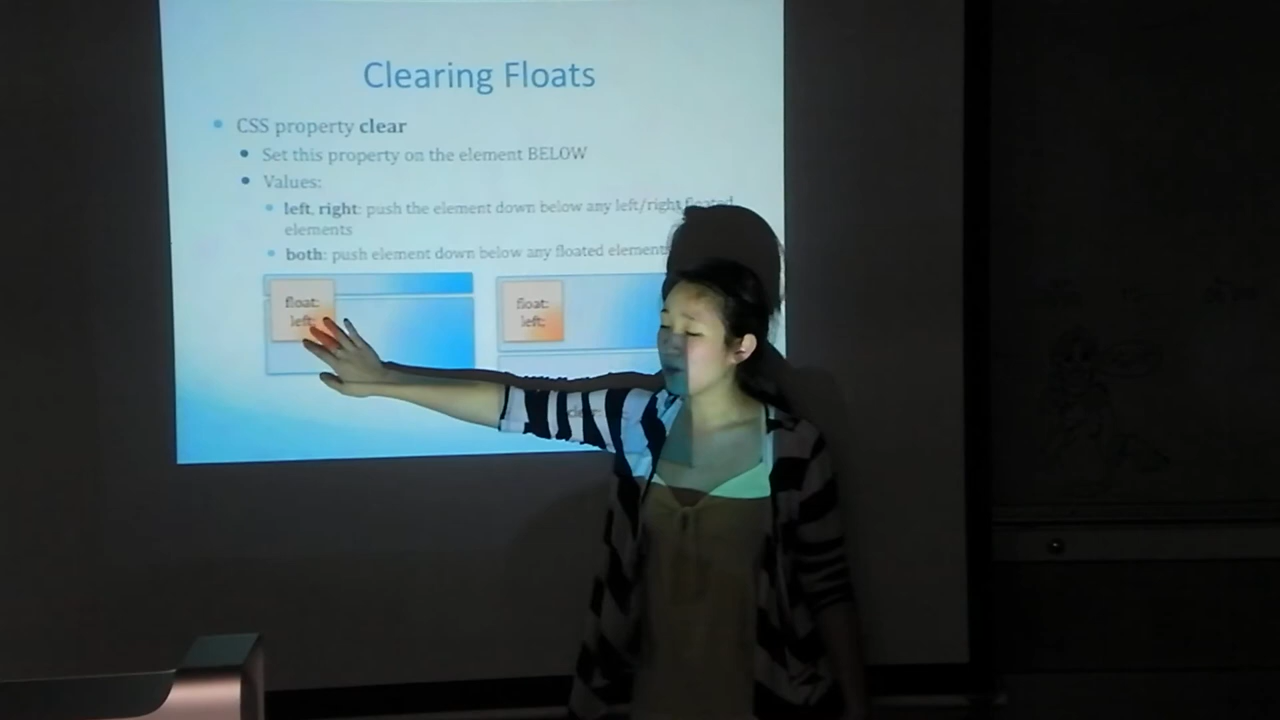 Clearing Floats
CSS property clear
Set this property on the element BELOW
Values:
left, right: push the element down below any left/right floated
elements
both: push element down below any floated element
float:
left;
float:
left;